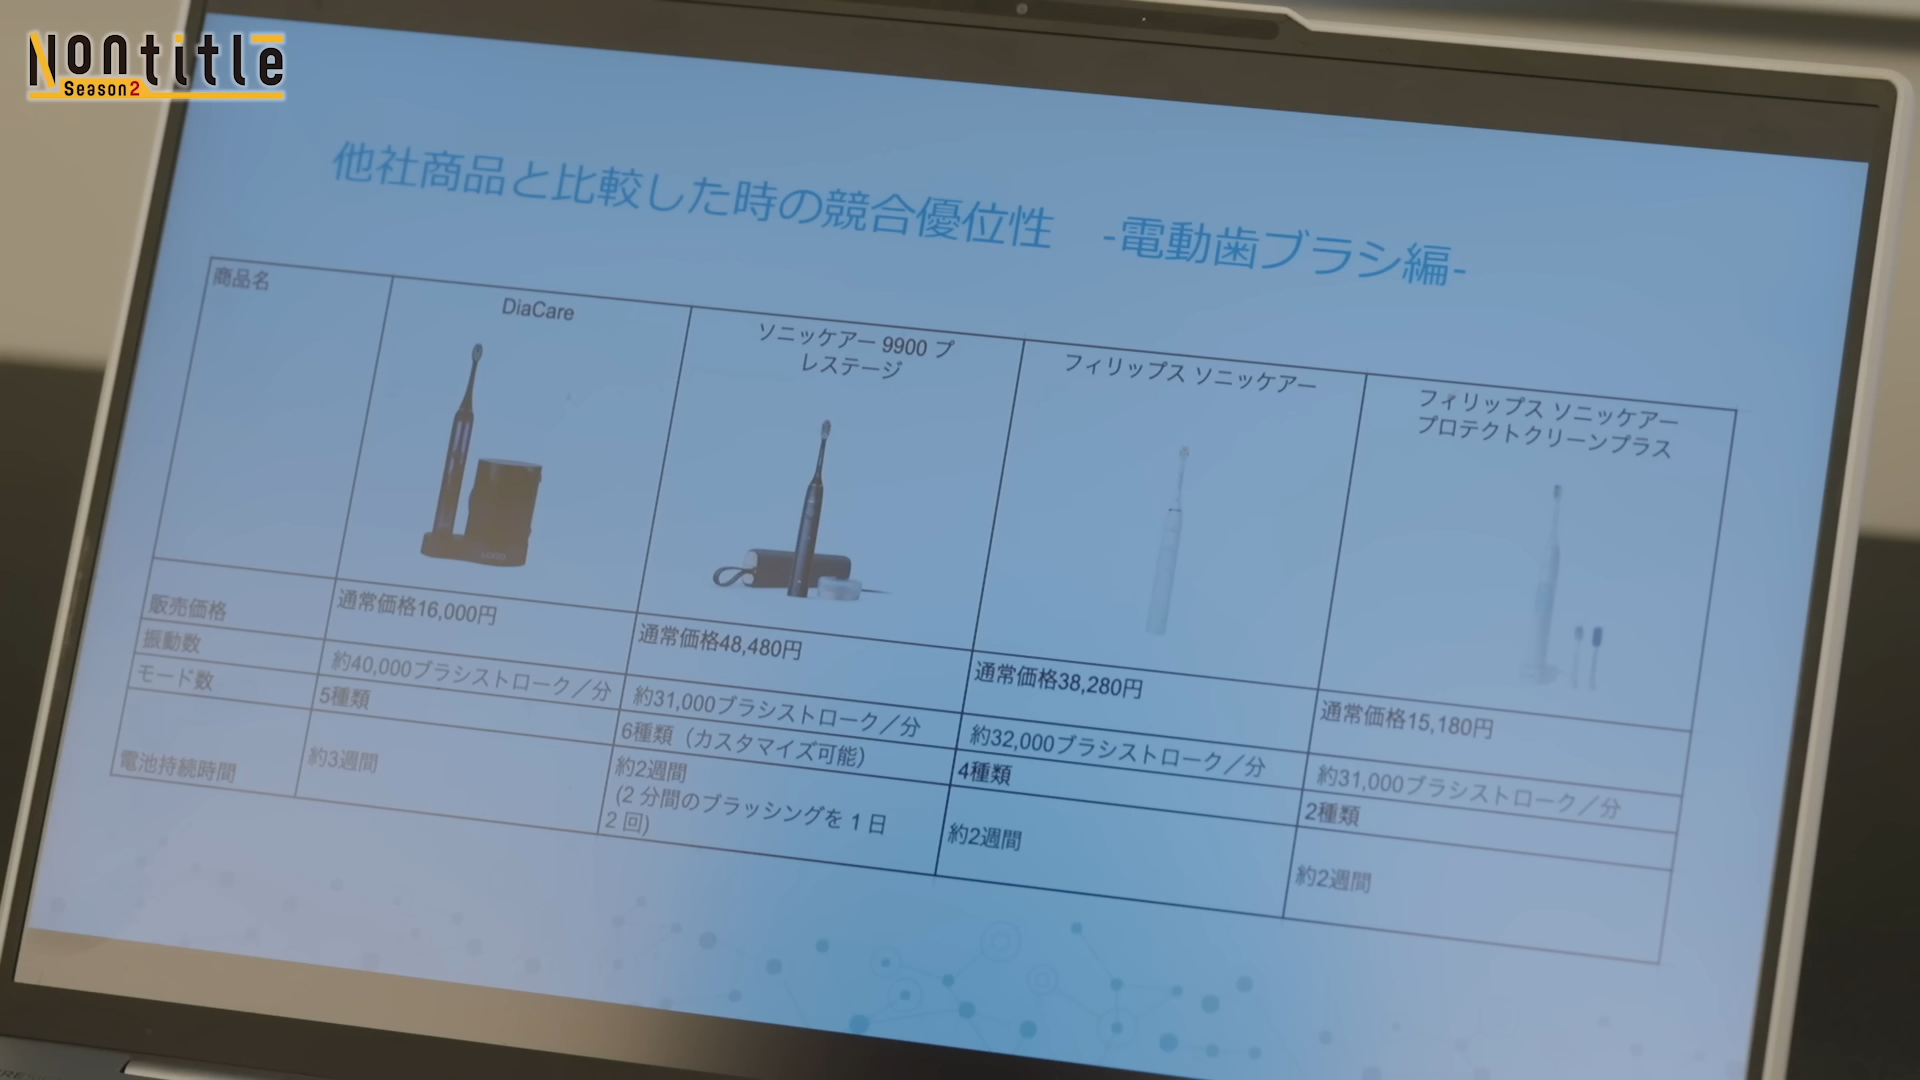 Nontitle
Season2
他社商品と比較した時の競合優位性　-電動歯ブラシ編-
商品名
DiaCare
ソニッケアー 9900 プ
レステージ
フィリップス ソニッケアー
フィリップス ソニッケアー
プロテクトクリーンプラス
LOGO
販売価格
通常価格16,000円
通常価格48,480円
通常価格38,280円
通常価格15,180円
振動数
約40,000ブラシストローク／分
約31,000ブラシストローク／分
約32,000ブラシストローク／分
約31,000ブラシストローク／分
モード数
5種類
6種類（カスタマイズ可能）
4種類
2種類
電池持続時間
約3週間
約2週間
(2 分間のブラッシングを 1 日
2 回)
約2週間
約2週間